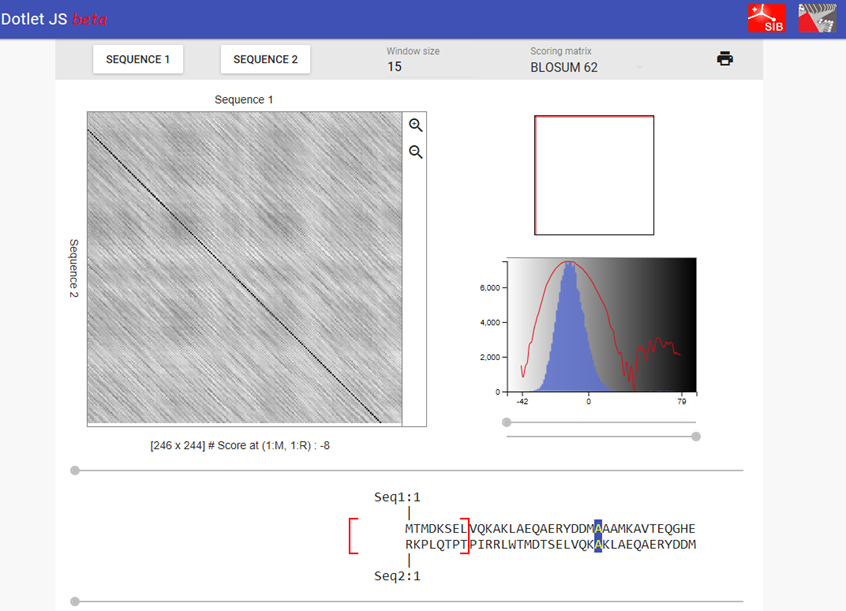 Dotlet JS beta
SIB
SEQUENCE 1
SEQUENCE 2
Window size
15
Scoring matrix
BLOSUM 62
Sequence 1
Sequence 2
6,000
4,000
2,000
0
-42
0
79
[246 x 244] # Score at (1:M, 1:R) : -8
Seq1:1
MTMDKSELVQKAKLAEQAERYDDMAAAMKAVTEQGHE
RKPLQTPTPIRRLWTMDTSELVQKAKLAEQAERYDDM
Seq2:1